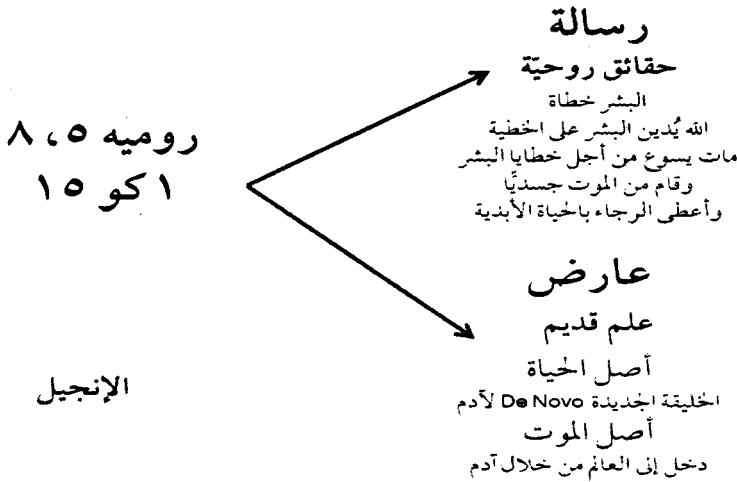 رسالة
حقائق روحيّة
البشر خطاة
الله يُدين البشر على الخطية
مات يسوع من أجل خطايا البشر
وقام من الموت جسديًّا
وأعطى الرجاء بالحياة الأبدية
روميه ٥، ٨
١ كو ١٥
عارض
علم قديم
أصل الحياة
الخليقة الجديدة De Novo لآدم
أصل الموت
دخل إلى العالم من خلال آدم
الإنجيل